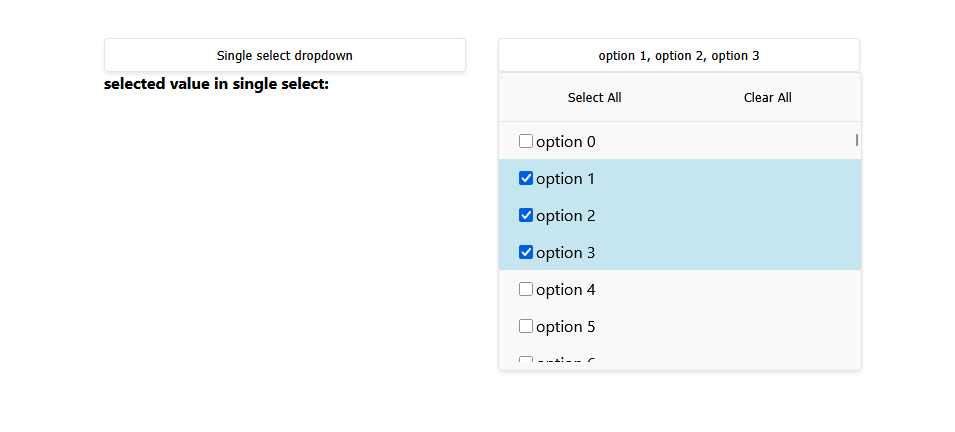 Single select dropdown
selected value in single select:
option 1, option 2, option 3
Select All Clear All
option 0
option 1
option 2
option 3
option 4
option 5